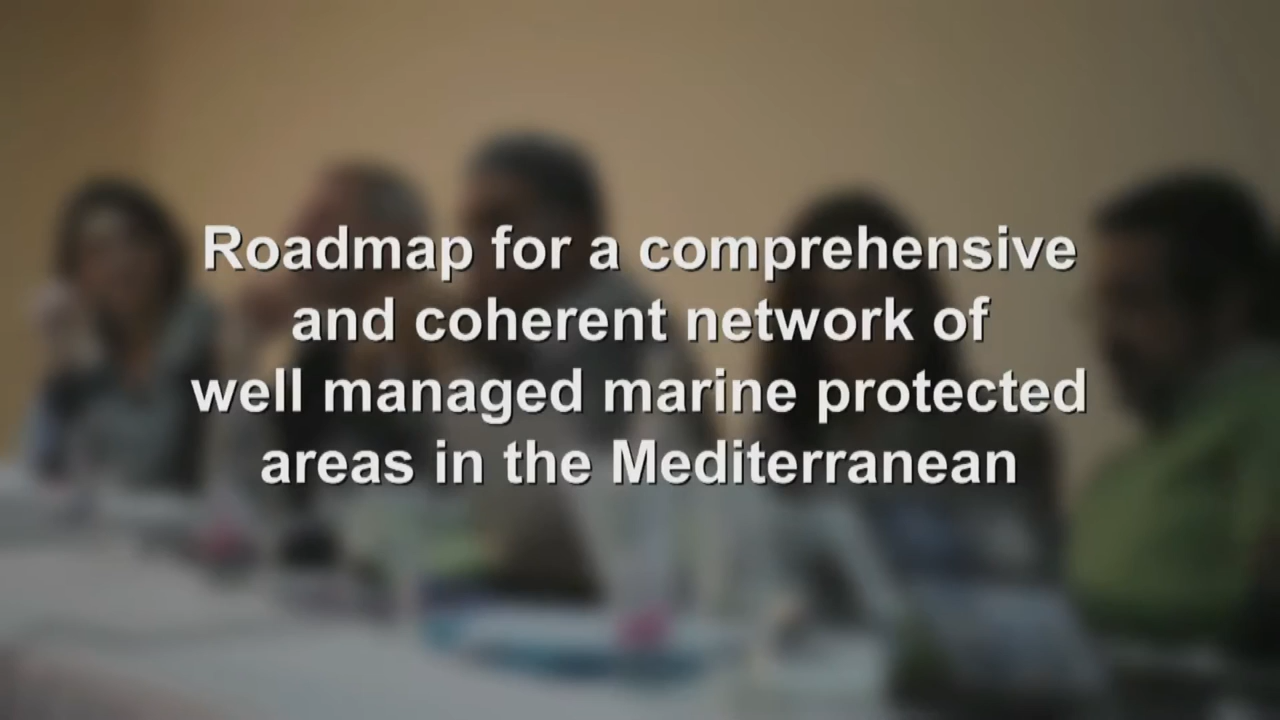 Roadmap for a comprehensive
and coherent network of
well managed marine protected
areas in the Mediterranean